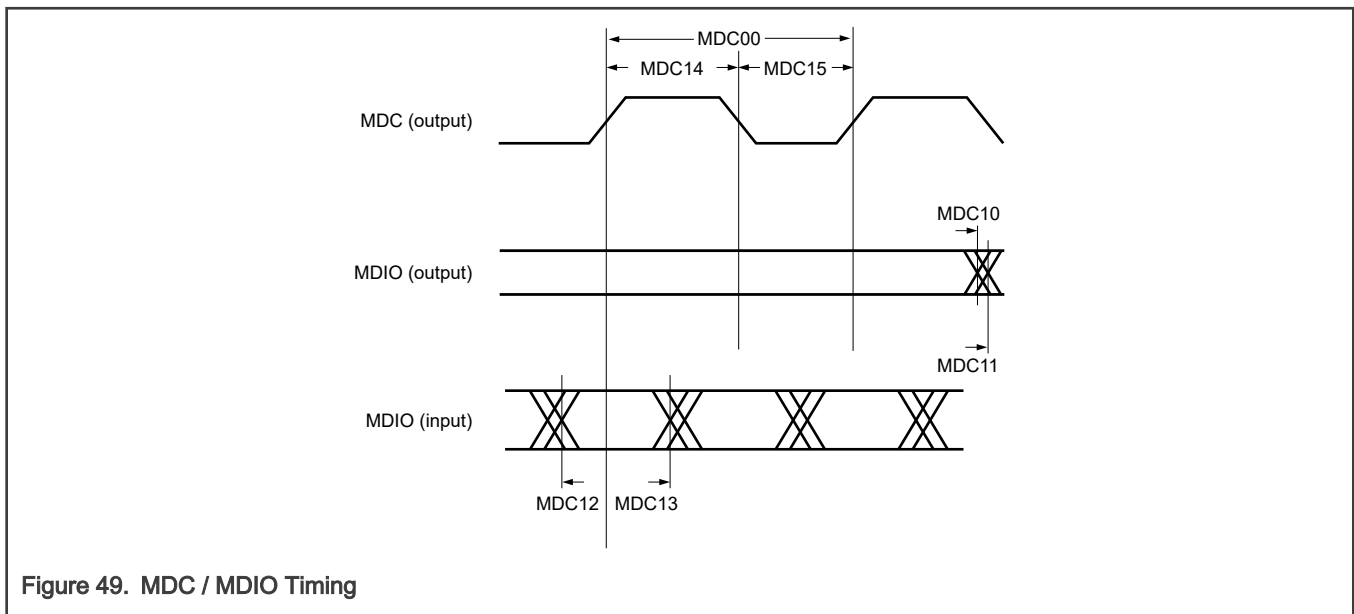 MDC00
MDC14 MDC15
MDC (output)
MDC10
MDIO (output)
MDC11
MDIO (input)
MDC12 MDC13
Figure 49. MDC / MDIO Timing